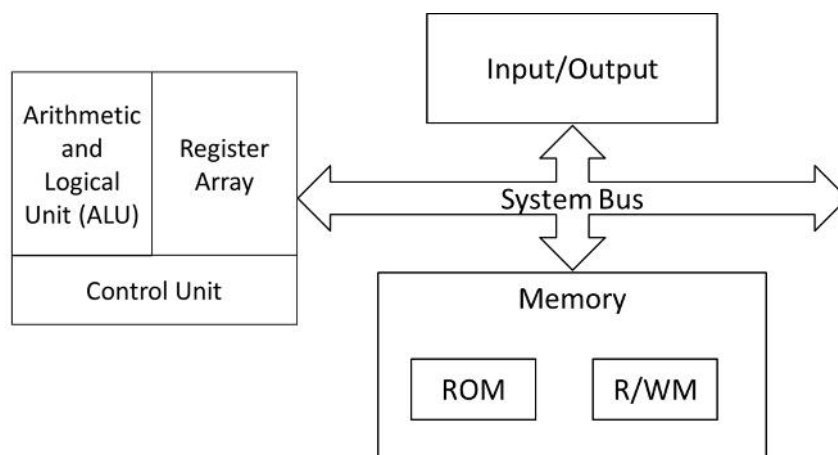 Input/Output
Arithmetic
and
Logical
Unit (ALU)
Register
Array
System Bus
Control Unit
Memory
ROM
R/WM